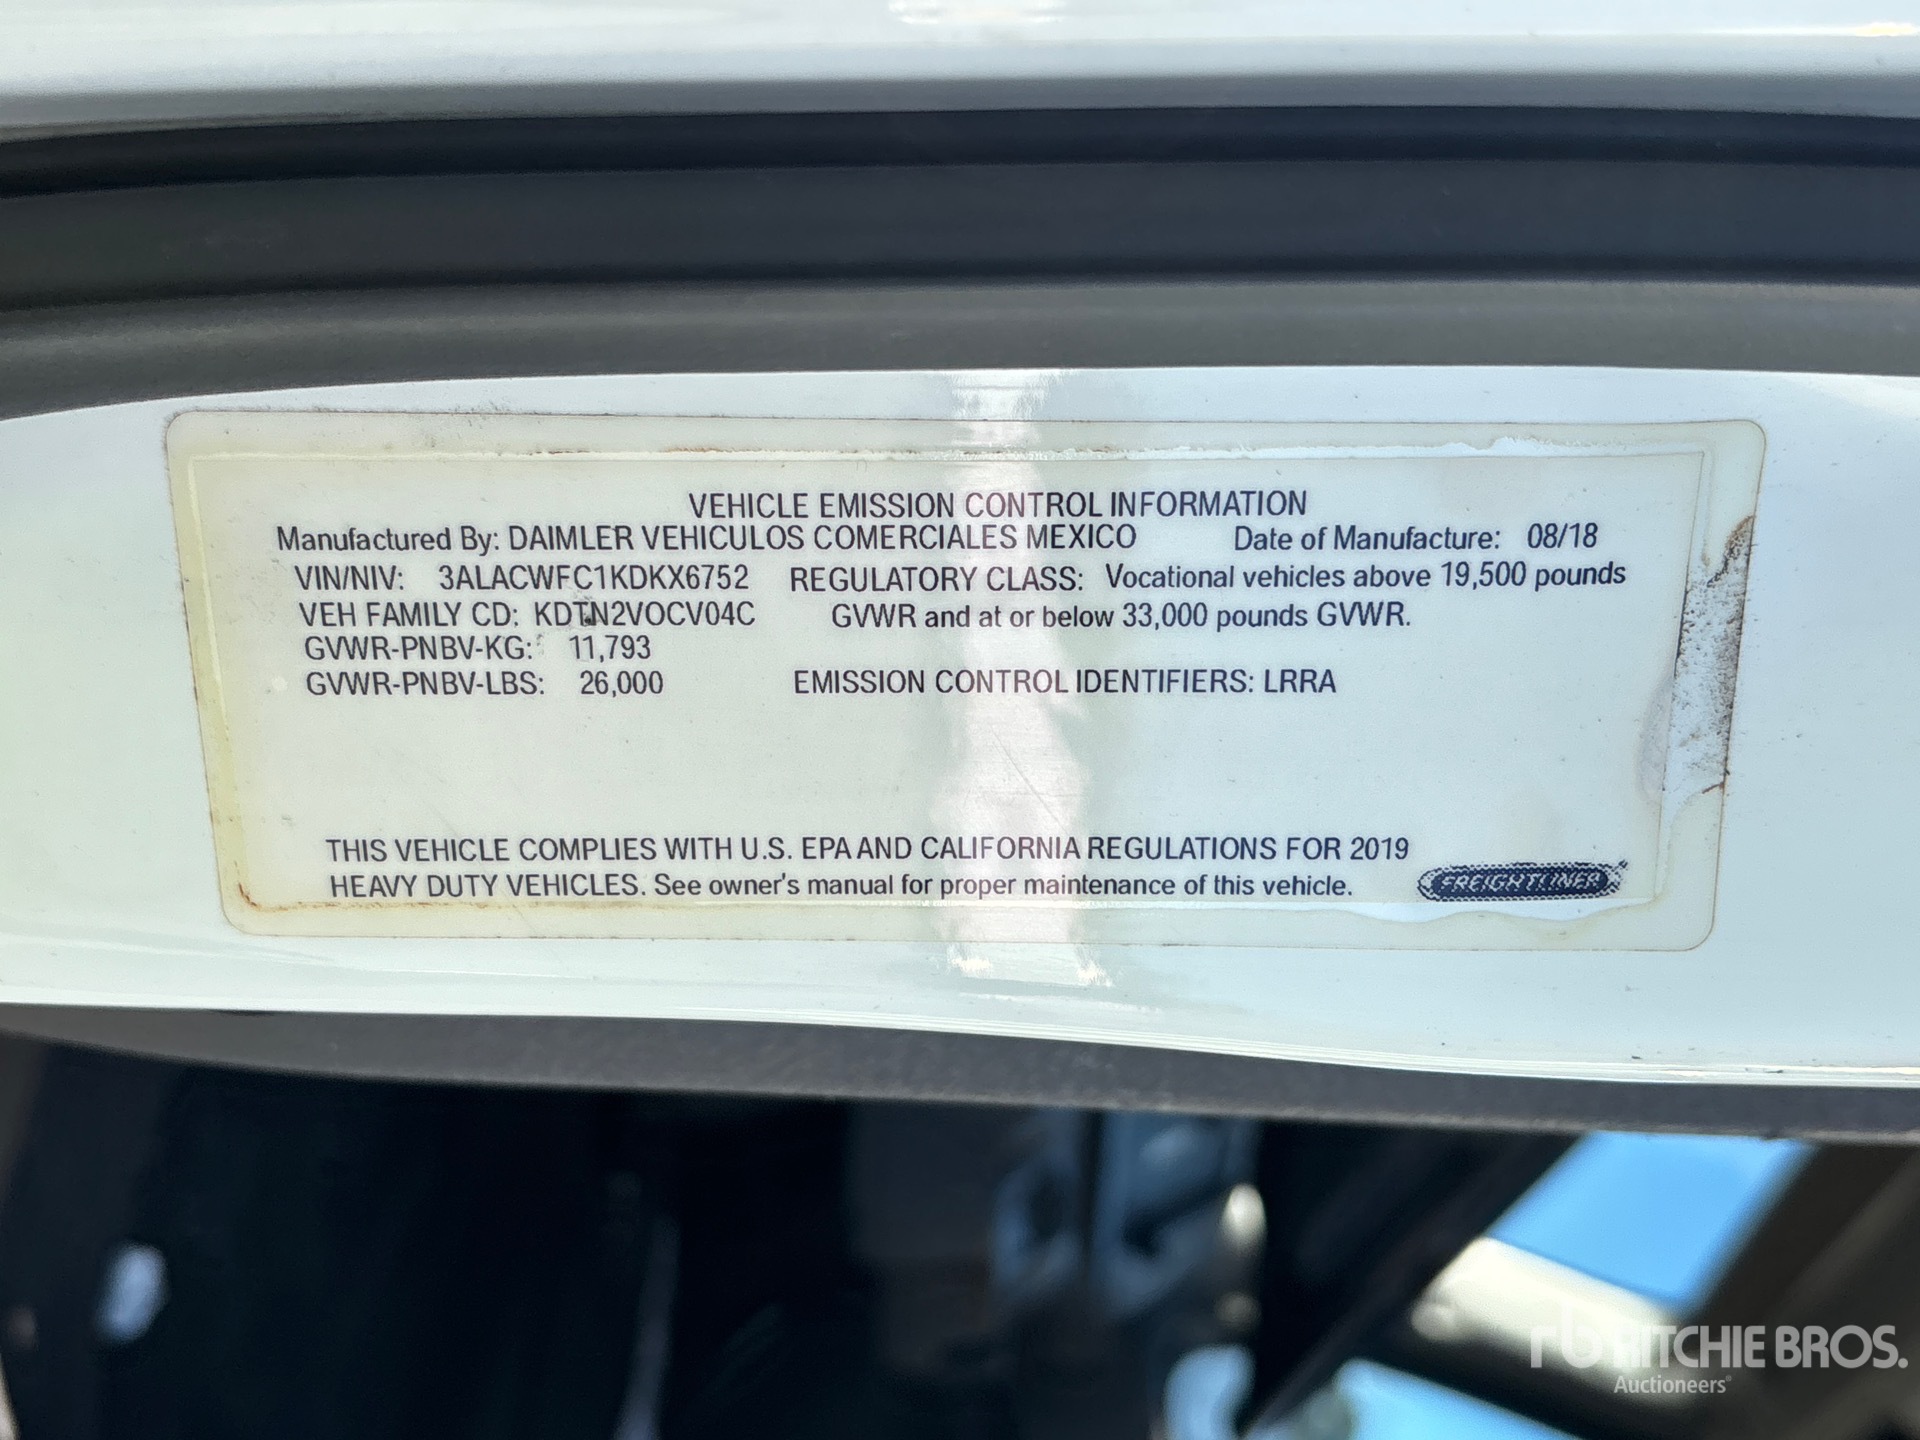 VEHICLE EMISSION CONTROL INFORMATION
Manufactured By: DAIMLER VEHICULOS COMERCIALES MEXICO Date of Manufacture: 08/18
VIN/NIV: 3ALACWFC1KDKX6752 REGULATORY CLASS: Vocational vehicles above 19,500 pounds
VEH FAMILY CD: KDTN2VOCV04C GVWR and at or below 33,000 pounds GVWR.
GVWR-PNBV-KG: 11,793
GVWR-PNBV-LBS: 26,000 EMISSION CONTROL IDENTIFIERS: LRRA
THIS VEHICLE COMPLIES WITH U.S. EPA AND CALIFORNIA REGULATIONS FOR 2019
HEAVY DUTY VEHICLES. See owner's manual for proper maintenance of this vehicle. FREIGHTLINER
rb RITCHIE BROS.
Auctioneers®